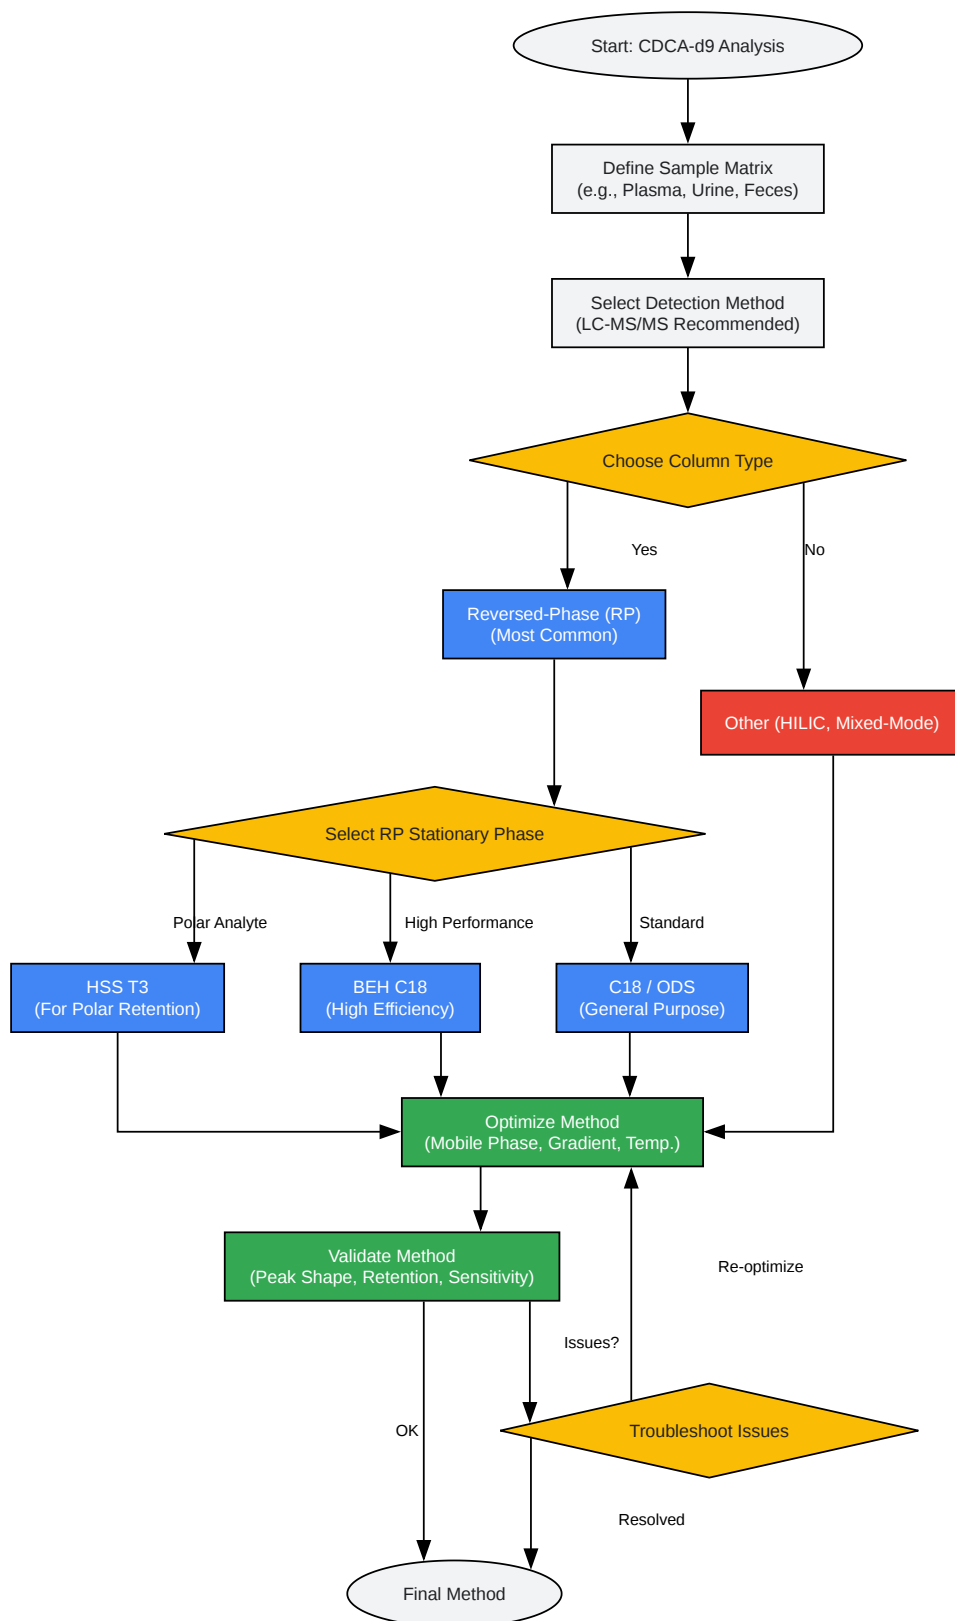 Start: CDCA-d9 Analysis
Define Sample Matrix
(e.g., Plasma, Urine, Feces)
Select Detection Method
(LC-MS/MS Recommended)
Choose Column Type
Yes
No
Reversed-Phase (RP)
(Most Common)
Other (HILIC, Mixed-Mode)
Select RP Stationary Phase
Polar Analyte
High Performance
Standard
HSS T3
(For Polar Retention)
BEH C18
(High Efficiency)
C18 / ODS
(General Purpose)
Optimize Method
(Mobile Phase, Gradient, Temp.)
Validate Method
(Peak Shape, Retention, Sensitivity)
Re-optimize
Issues?
OK
Troubleshoot Issues
Resolved
Final Method